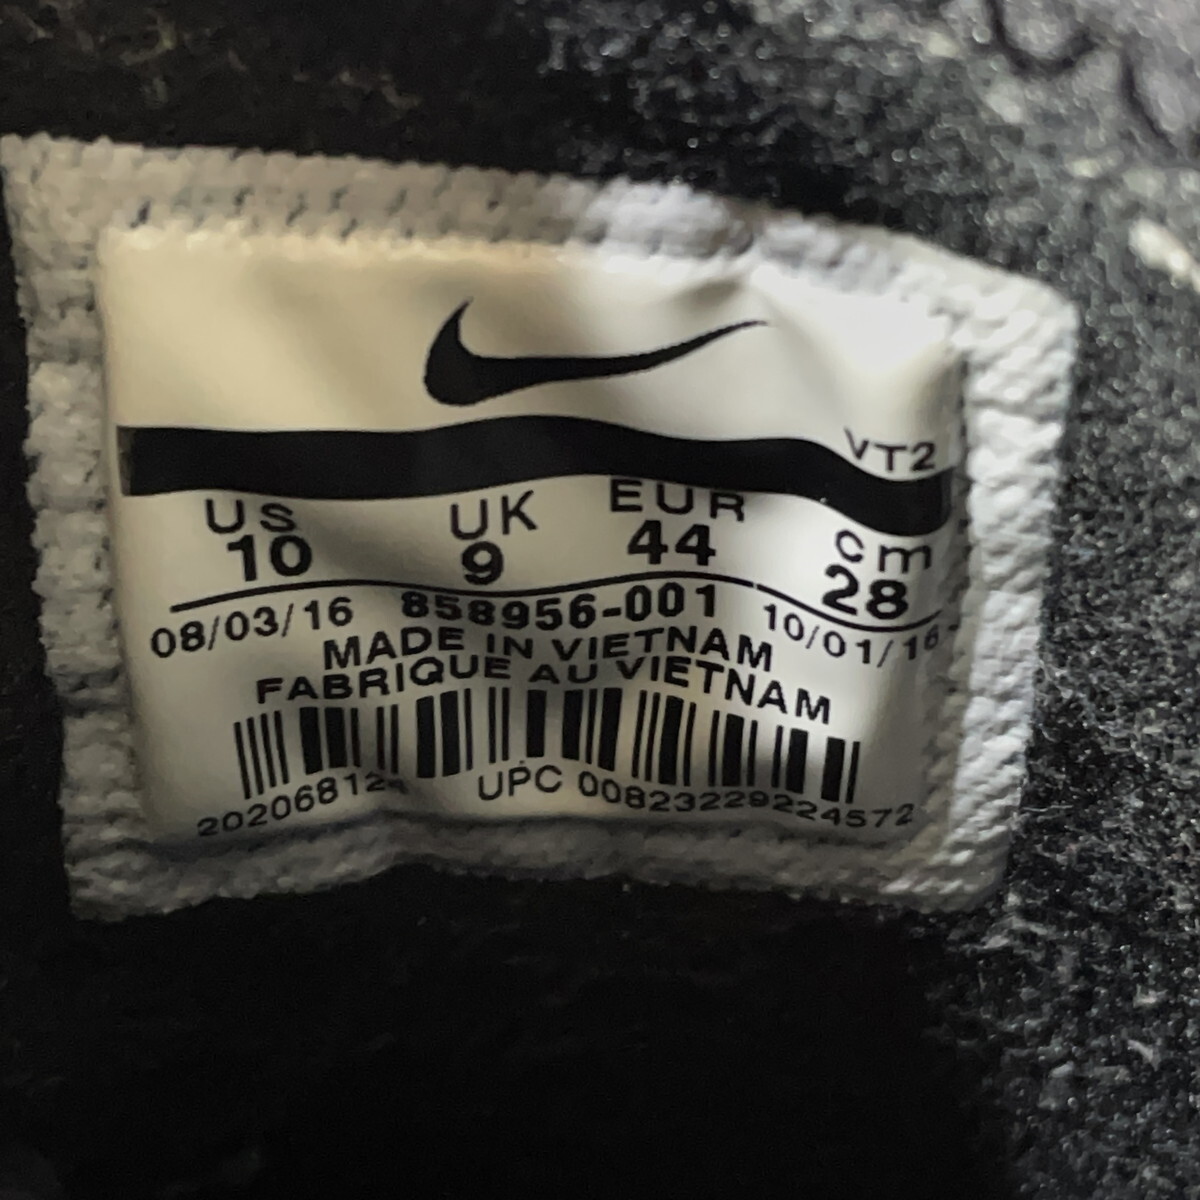 VT2
US UK EUR cm
10 9 44 28
08/03/16 858956-001 10/01/16
MADE IN VIETNAM
FABRIQUE AU VIETNAM
UPC 00823229224572